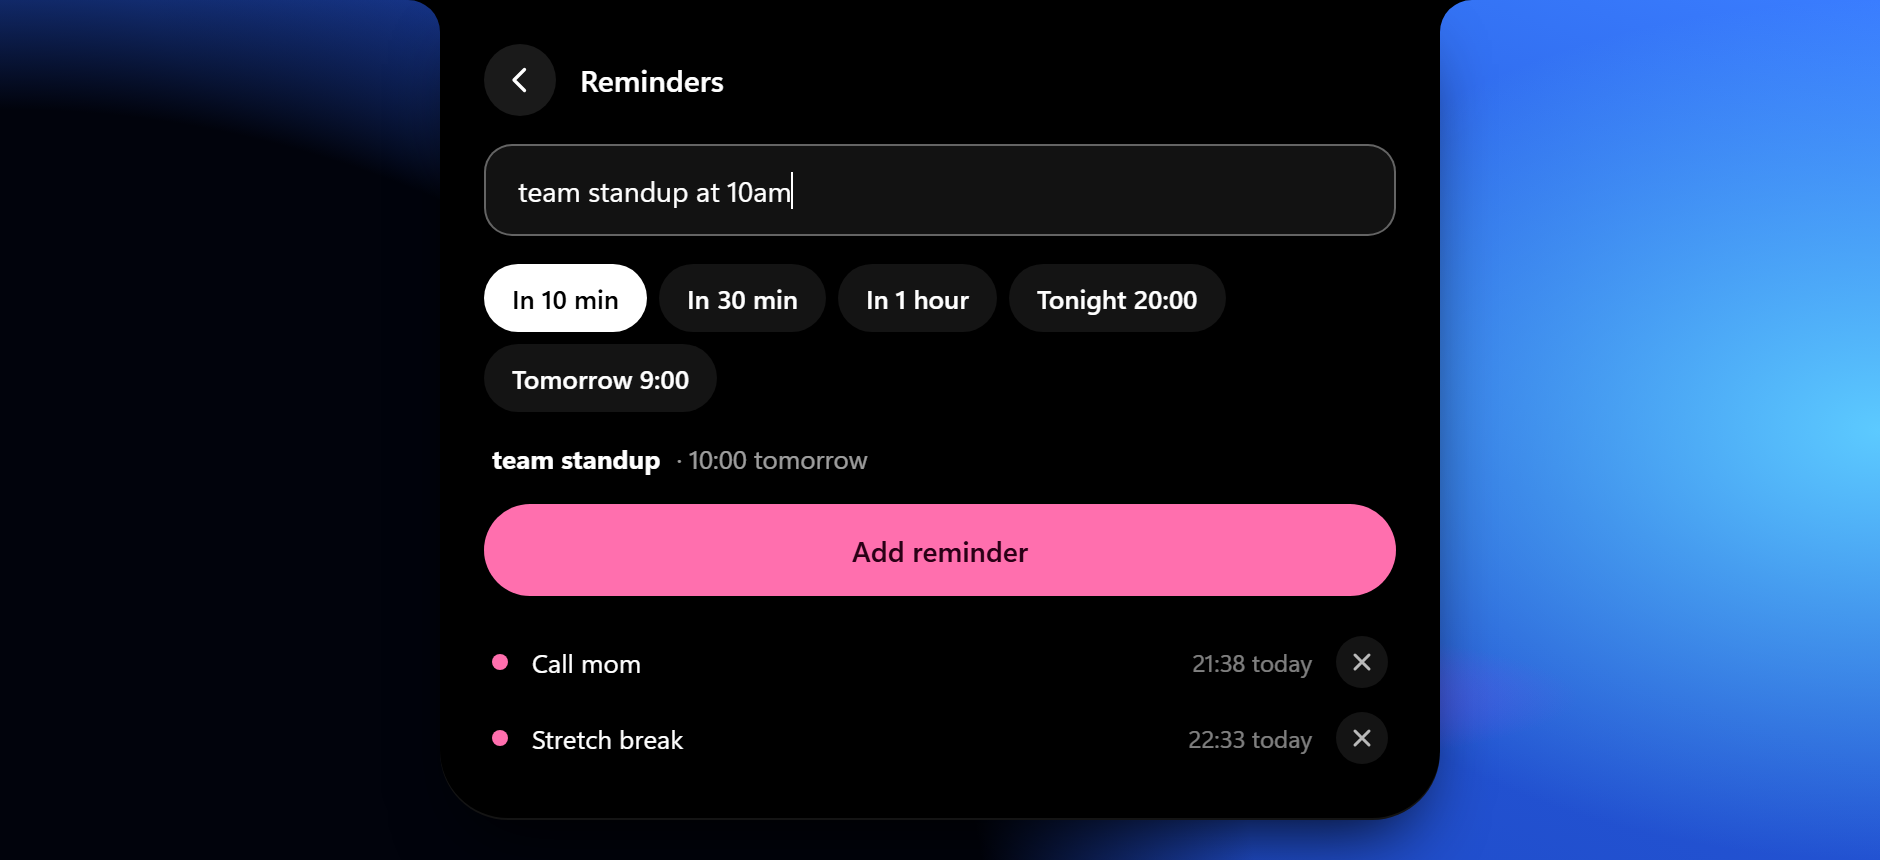 Reminders
team standup at 10am
In 10 min In 30 min In 1 hour Tonight 20:00
Tomorrow 9:00
team standup · 10:00 tomorrow
Add reminder
Call mom 21:38 today
Stretch break 22:33 today